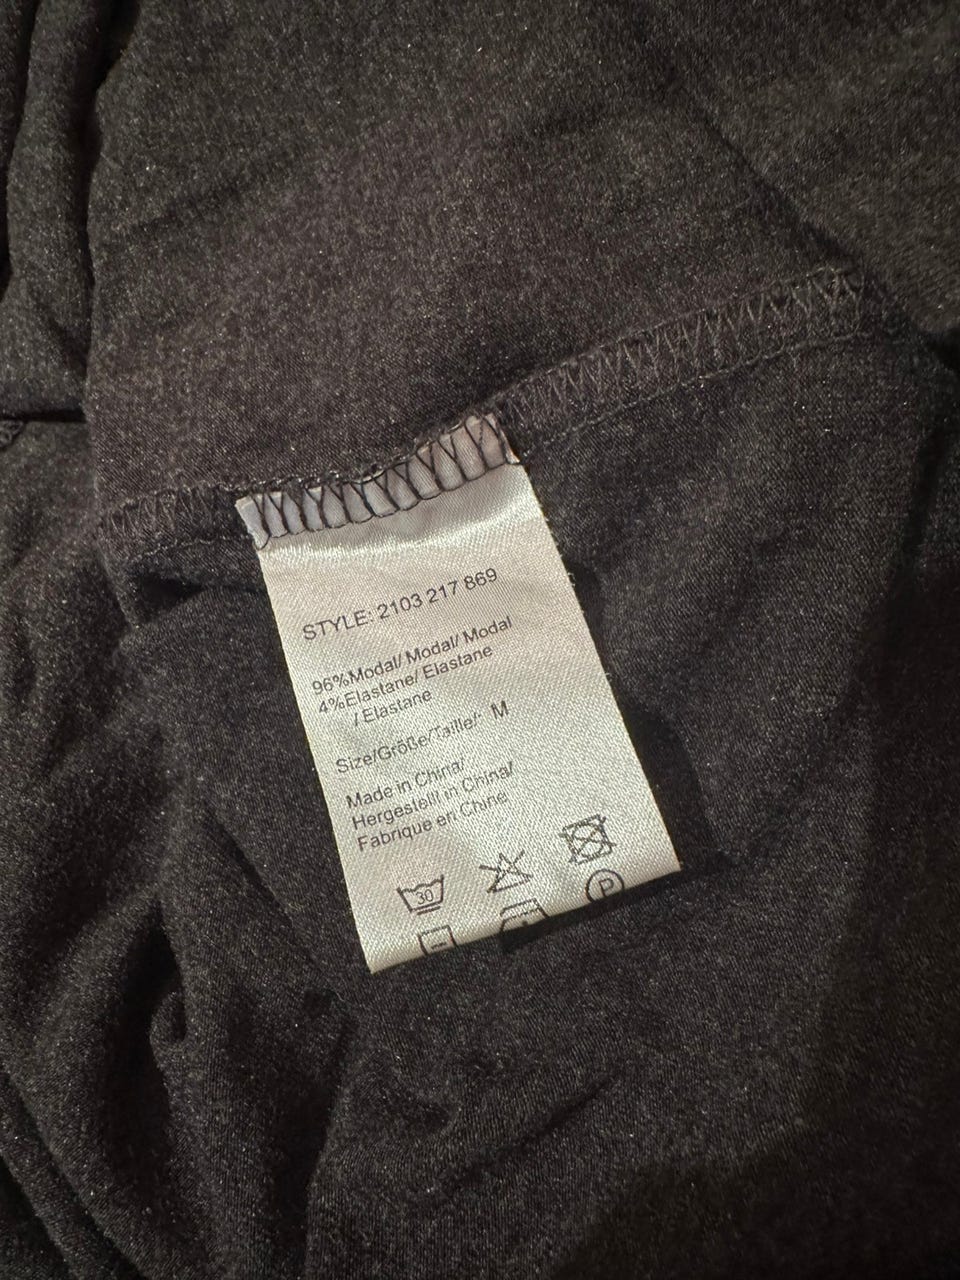 STYLE: 2103 217 869
96%Modal/ Modal/ Modal
4%Elastane/ Elastane
/ Elastane
Size/Größe/Taille/: M
Made in China/
Hergestellt in China/
Fabrique en Chine
30
P